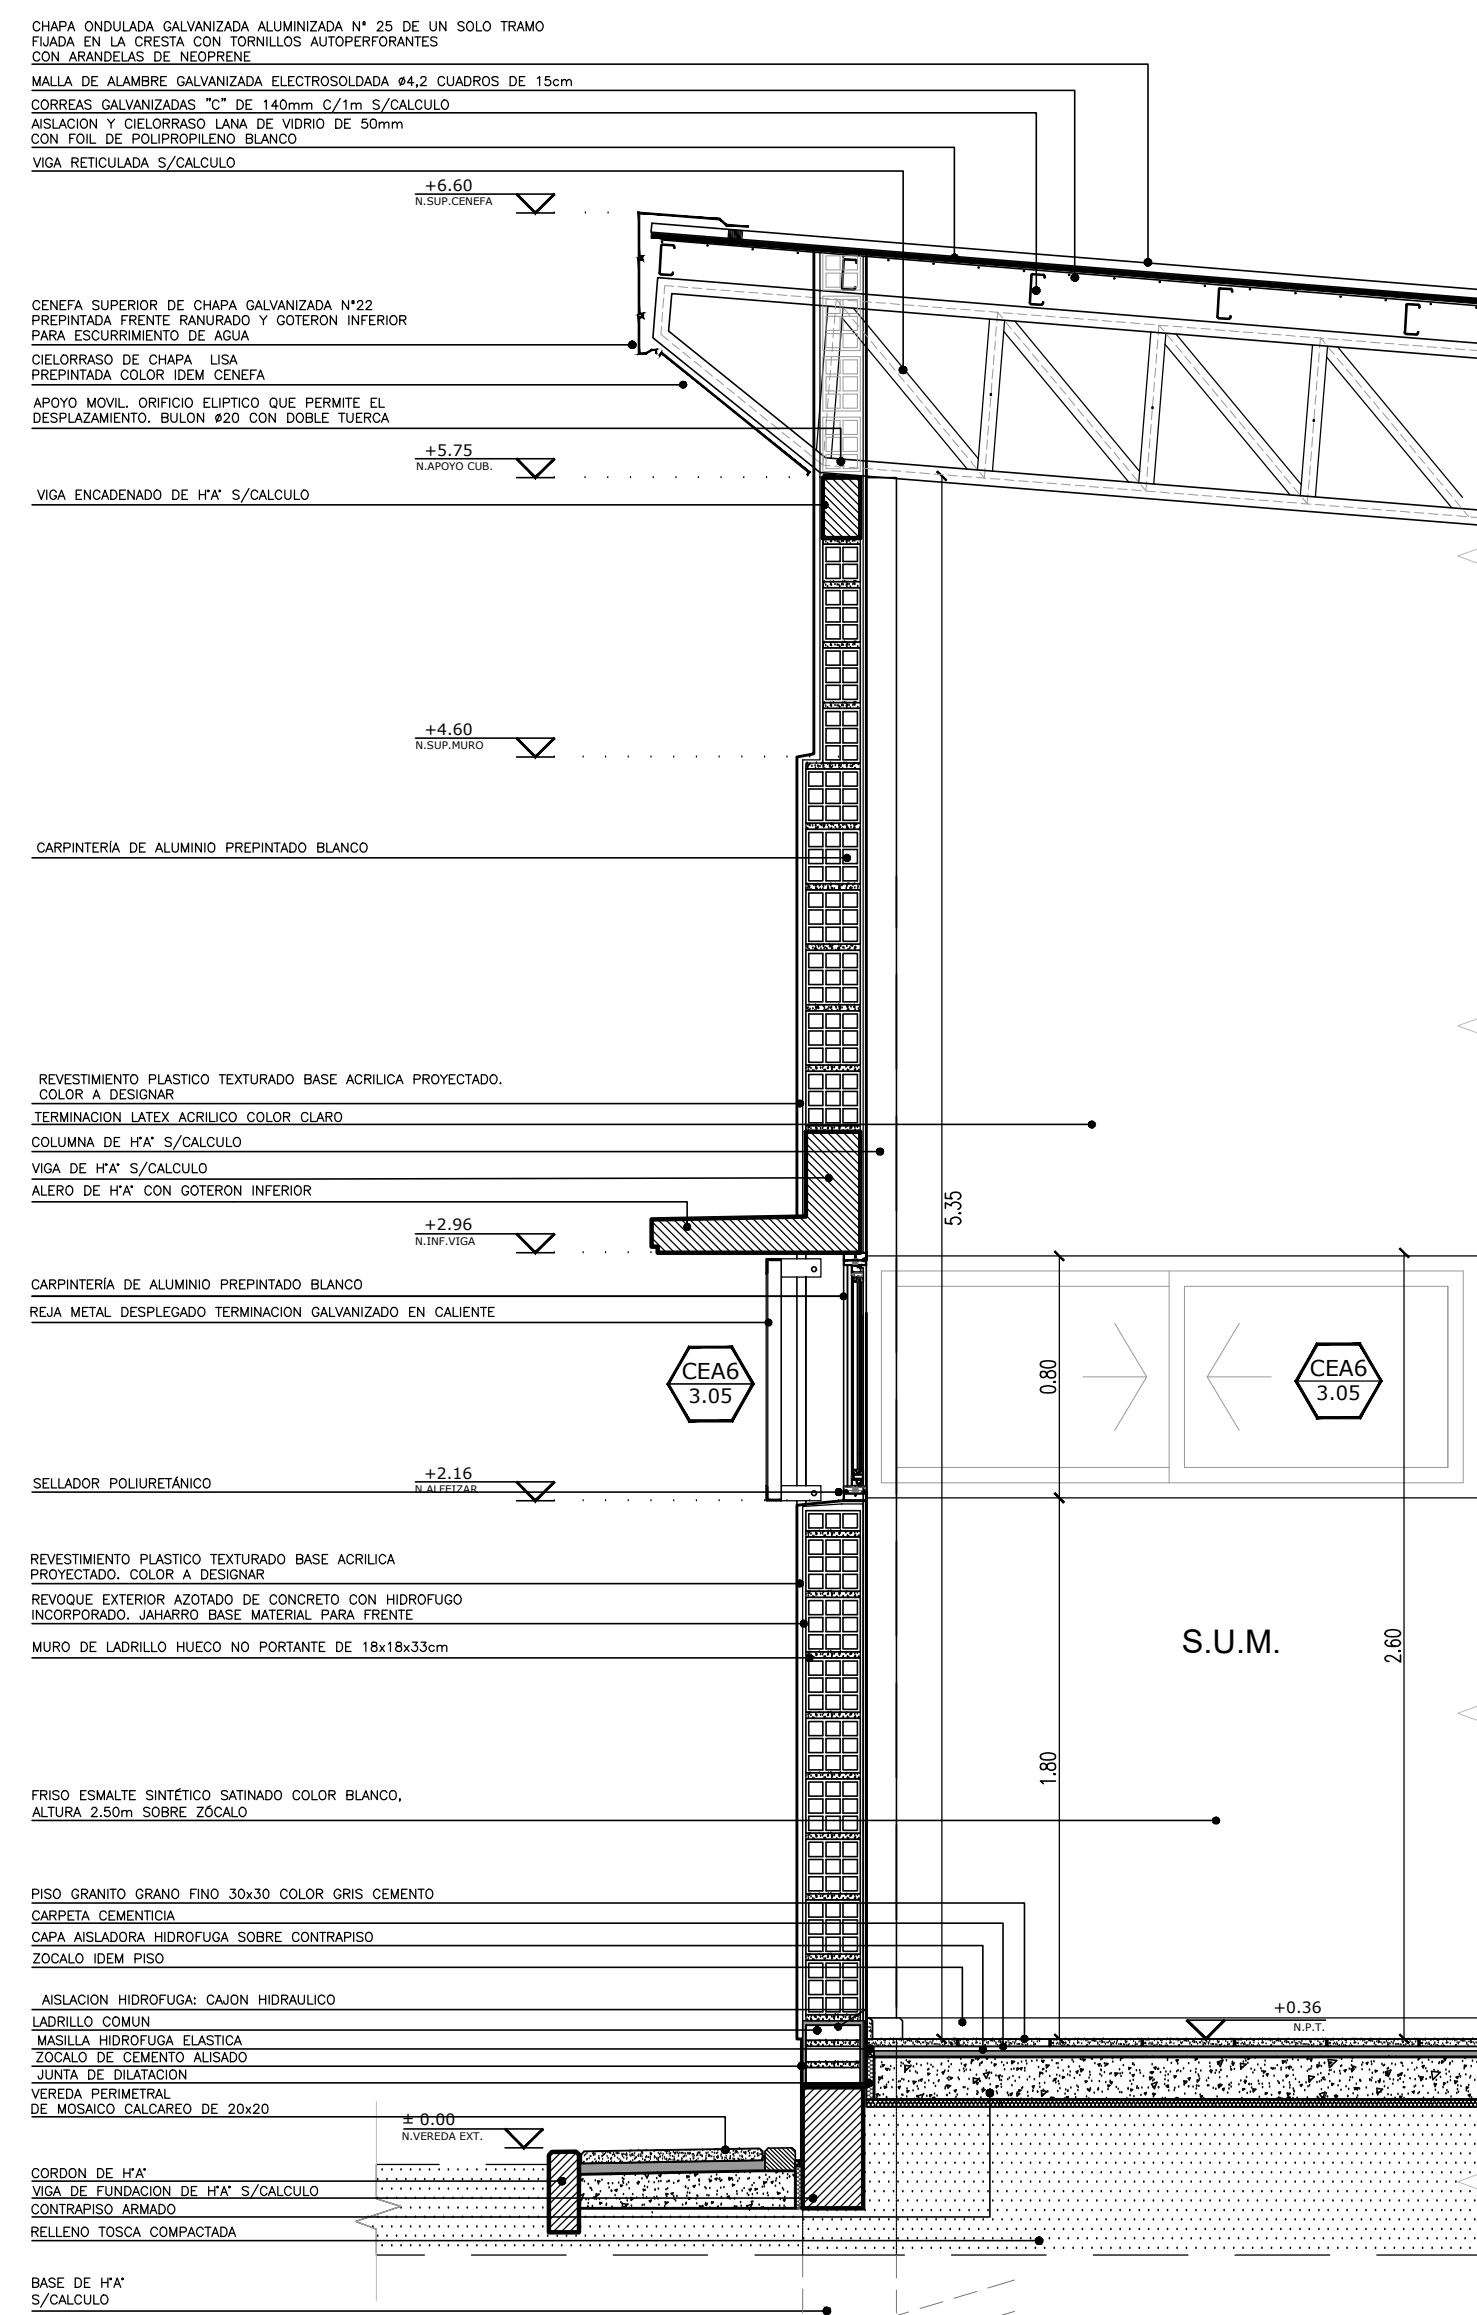 CHAPA ONDULADA GALVANIZADA ALUMINIZADA N° 25 DE UN SOLO TRAMO
FIJADA EN LA CRESTA CON TORNILLOS AUTOPERFORANTES
CON ARANDELAS DE NEOPRENE
MALLA DE ALAMBRE GALVANIZADA ELECTROSOLDADA ø4,2 CUADROS DE 15cm
CORREAS GALVANIZADAS "C" DE 140mm C/1m S/CALCULO
AISLACION Y CIELORRASO LANA DE VIDRIO DE 50mm
CON FOIL DE POLIPROPILENO BLANCO
VIGA RETICULADA S/CALCULO
+6.60
N.SUP.CENEFA
CENEFA SUPERIOR DE CHAPA GALVANIZADA N°22
PREPINTADA FRENTE RANURADO Y GOTERON INFERIOR
PARA ESCURRIMIENTO DE AGUA
CIELORRASO DE CHAPA LISA
PREPINTADA COLOR IDEM CENEFA
APOYO MOVIL. ORIFICIO ELIPTICO QUE PERMITE EL
DESPLAZAMIENTO. BULON ø20 CON DOBLE TUERCA
+5.75
N.APOYO CUB.
VIGA ENCADENADO DE H°A° S/CALCULO
+4.60
N.SUP.MURO
CARPINTERÍA DE ALUMINIO PREPINTADO BLANCO
REVESTIMIENTO PLASTICO TEXTURADO BASE ACRILICA PROYECTADO.
COLOR A DESIGNAR
TERMINACION LATEX ACRILICO COLOR CLARO
COLUMNA DE H°A° S/CALCULO
VIGA DE H°A° S/CALCULO
ALERO DE H°A° CON GOTERON INFERIOR
5.35
+2.96
N.INF.VIGA
CARPINTERÍA DE ALUMINIO PREPINTADO BLANCO
REJA METAL DESPLEGADO TERMINACION GALVANIZADO EN CALIENTE
CEA6
3.05
0.80
CEA6
3.05
SELLADOR POLIURETÁNICO
+2.16
N.ALFEIZAR
REVESTIMIENTO PLASTICO TEXTURADO BASE ACRILICA
PROYECTADO. COLOR A DESIGNAR
REVOQUE EXTERIOR AZOTADO DE CONCRETO CON HIDROFUGO
INCORPORADO. JAHARRO BASE MATERIAL PARA FRENTE
MURO DE LADRILLO HUECO NO PORTANTE DE 18x18x33cm
S.U.M.
2.60
1.80
FRISO ESMALTE SINTÉTICO SATINADO COLOR BLANCO,
ALTURA 2.50m SOBRE ZÓCALO
PISO GRANITO GRANO FINO 30x30 COLOR GRIS CEMENTO
CARPETA CEMENTICIA
CAPA AISLADORA HIDROFUGA SOBRE CONTRAPISO
ZOCALO IDEM PISO
AISLACION HIDROFUGA: CAJON HIDRAULICO
+0.36
N.P.T.
LADRILLO COMUN
MASILLA HIDROFUGA ELASTICA
ZOCALO DE CEMENTO ALISADO
JUNTA DE DILATACION
VEREDA PERIMETRAL
DE MOSAICO CALCAREO DE 20x20
± 0.00
N.VEREDA EXT.
CORDON DE H°A°
VIGA DE FUNDACION DE H°A° S/CALCULO
CONTRAPISO ARMADO
RELLENO TOSCA COMPACTADA
BASE DE H°A°
S/CALCULO